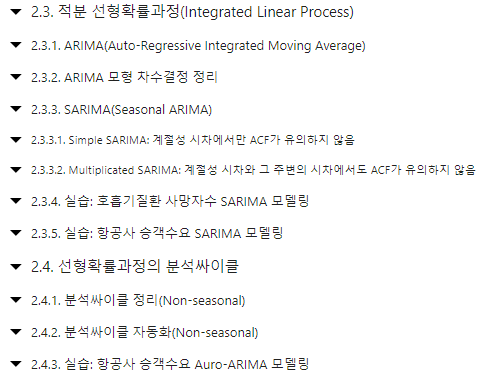 2.3. 적분 선형확률과정(Integrated Linear Process)
2.3.1. ARIMA(Auto-Regressive Integrated Moving Average)
2.3.2. ARIMA 모형 차수결정 정리
2.3.3. SARIMA(Seasonal ARIMA)
2.3.3.1. Simple SARIMA: 계절성 시차에서만 ACF가 유의하지 않음
2.3.3.2. Multiplicated SARIMA: 계절성 시차와 그 주변의 시차에서도 ACF가 유의하지 않음
2.3.4. 실습: 호흡기질환 사망자수 SARIMA 모델링
2.3.5. 실습: 항공사 승객수요 SARIMA 모델링
2.4. 선형확률과정의 분석싸이클
2.4.1. 분석싸이클 정리(Non-seasonal)
2.4.2. 분석싸이클 자동화(Non-seasonal)
2.4.3. 실습: 항공사 승객수요 Auro-ARIMA 모델링